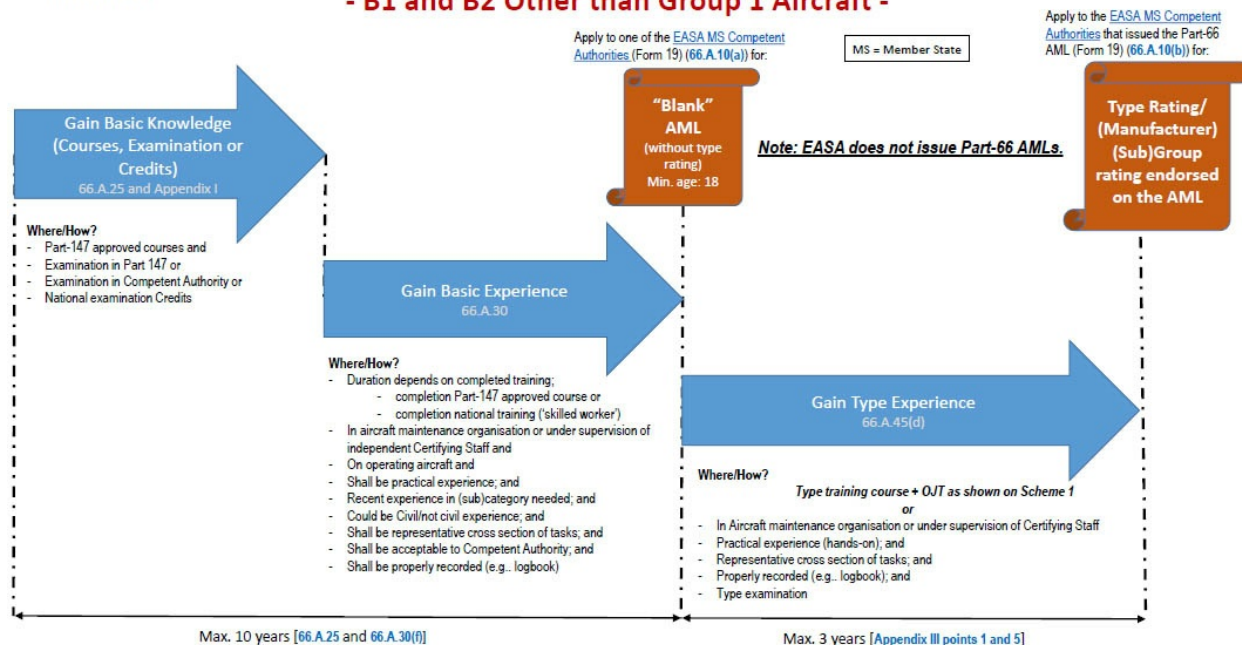 - B1 and B2 Other than Group 1 Aircraft -
Apply to one of the EASA MS Competent
Authorities (Form 19) (66.A.10(a)) for:
MS = Member State
Apply to the EASA MS Competent
Authorities that issued the Part-66
AML (Form 19) (66.A.10(b)) for:
Gain Basic Knowledge
(Courses, Examination or
Credits)
66.A.25 and Appendix I
“Blank”
AML
(without type
rating)
Min. age: 18
Note: EASA does not issue Part-66 AMLs.
Type Rating/
(Manufacturer)
(Sub)Group
rating endorsed
on the AML
Where/How?
- Part-147 approved courses and
- Examination in Part 147 or
- Examination in Competent Authority or
- National examination Credits
Gain Basic Experience
66.A.30
Where/How?
- Duration depends on completed training;
- completion Part-147 approved course or
- completion national training (‘skilled worker’)
- In aircraft maintenance organisation or under supervision of
independent Certifying Staff and
- On operating aircraft and
- Shall be practical experience; and
- Recent experience in (sub)category needed; and
- Could be Civil/not civil experience; and
- Shall be representative cross section of tasks; and
- Shall be acceptable to Competent Authority; and
- Shall be properly recorded (e.g.. logbook)
Gain Type Experience
66.A.45(d)
Where/How?
Type training course + OJT as shown on Scheme 1
or
- In Aircraft maintenance organisation or under supervision of Certifying Staff
- Practical experience (hands-on); and
- Representative cross section of tasks; and
- Properly recorded (e.g.. logbook); and
- Type examination
Max. 10 years [66.A.25 and 66.A.30(f)]
Max. 3 years [Appendix III points 1 and 5]